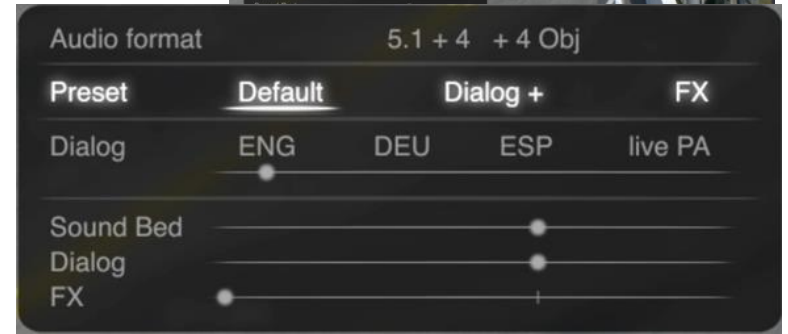 Audio format 5.1 + 4 + 4 Obj
Preset Default Dialog + FX
Dialog ENG DEU ESP live PA
Sound Bed
Dialog
FX